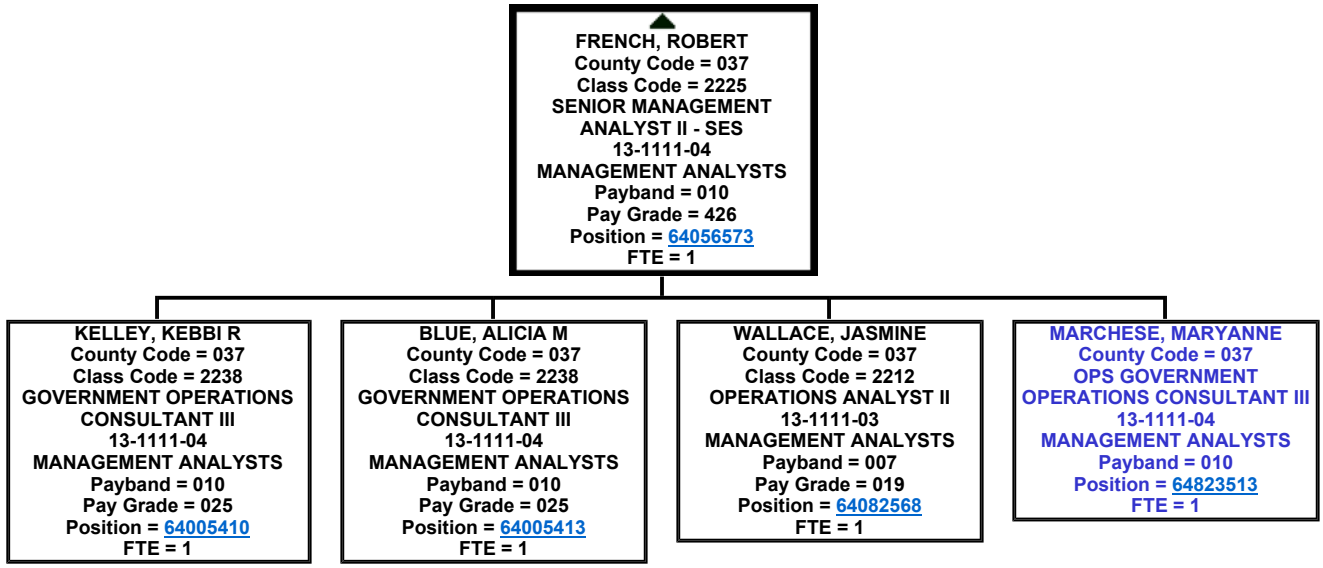 FRENCH, ROBERT
County Code = 037
Class Code = 2225
SENIOR MANAGEMENT
ANALYST II - SES
13-1111-04
MANAGEMENT ANALYSTS
Payband = 010
Pay Grade = 426
Position = 64056573
FTE = 1
KELLEY, KEBBI R
County Code = 037
Class Code = 2238
GOVERNMENT OPERATIONS
CONSULTANT III
13-1111-04
MANAGEMENT ANALYSTS
Payband = 010
Pay Grade = 025
Position = 64005410
FTE = 1
BLUE, ALICIA M
County Code = 037
Class Code = 2238
GOVERNMENT OPERATIONS
CONSULTANT III
13-1111-04
MANAGEMENT ANALYSTS
Payband = 010
Pay Grade = 025
Position = 64005413
FTE = 1
WALLACE, JASMINE
County Code = 037
Class Code = 2212
OPERATIONS ANALYST II
13-1111-03
MANAGEMENT ANALYSTS
Payband = 007
Pay Grade = 019
Position = 64082568
FTE = 1
MARCHESE, MARYANNE
County Code = 037
OPS GOVERNMENT
OPERATIONS CONSULTANT III
13-1111-04
MANAGEMENT ANALYSTS
Payband = 010
Position = 64823513
FTE = 1